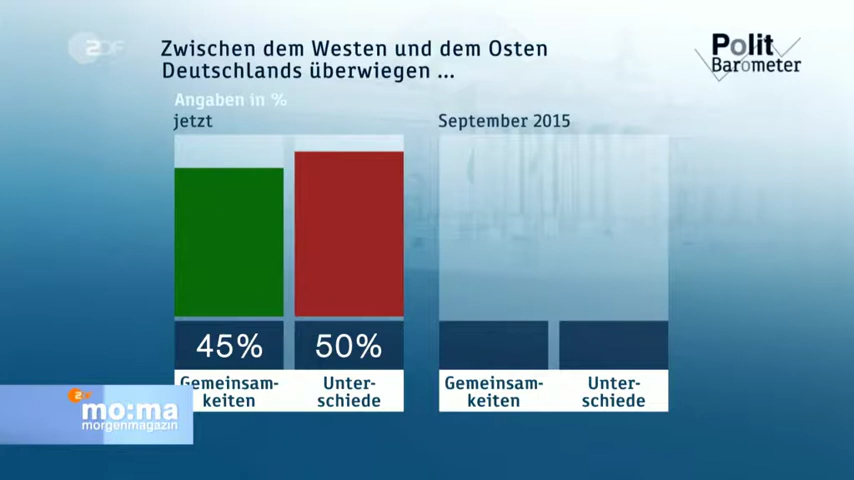 ZDF
Zwischen dem Westen und dem Osten
Deutschlands überwiegen ...
Polit
Barometer
Angaben in %
jetzt
September 2015
45%
50%
Gemeinsam-
keiten
Unter-
schiede
Gemeinsam-
keiten
Unter-
schiede
ZDF
mo:ma
morgenmagazin